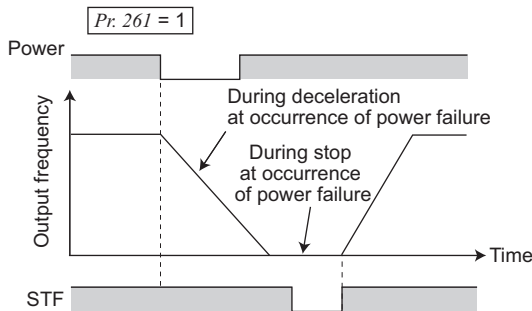 Pr. 261 = 1
Power
During deceleration
at occurrence of power failure
During stop
at occurrence
of power failure
Output frequency
Time
STF